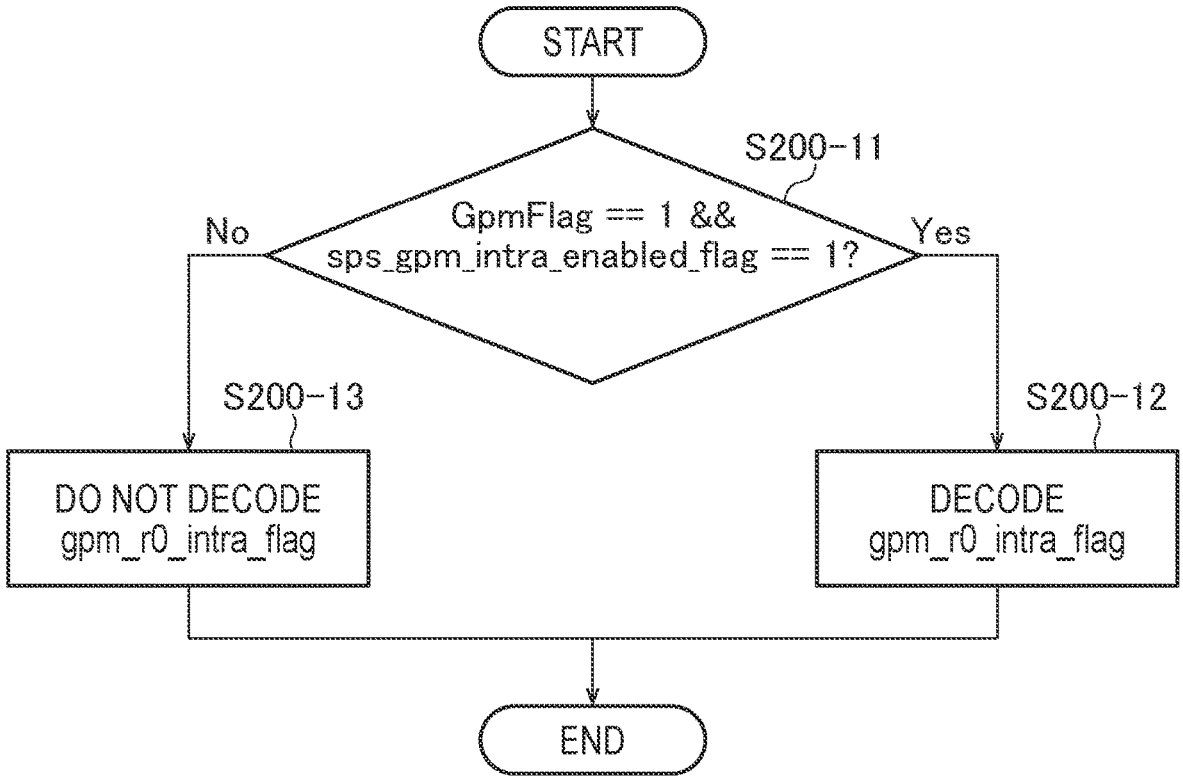 START
S200-11
GpmFlag == 1 &&
sps_gpm_intra_enabled_flag == 1?
No
Yes
S200-13
S200-12
DO NOT DECODE
gpm_r0_intra_flag
DECODE
gpm_r0_intra_flag
END